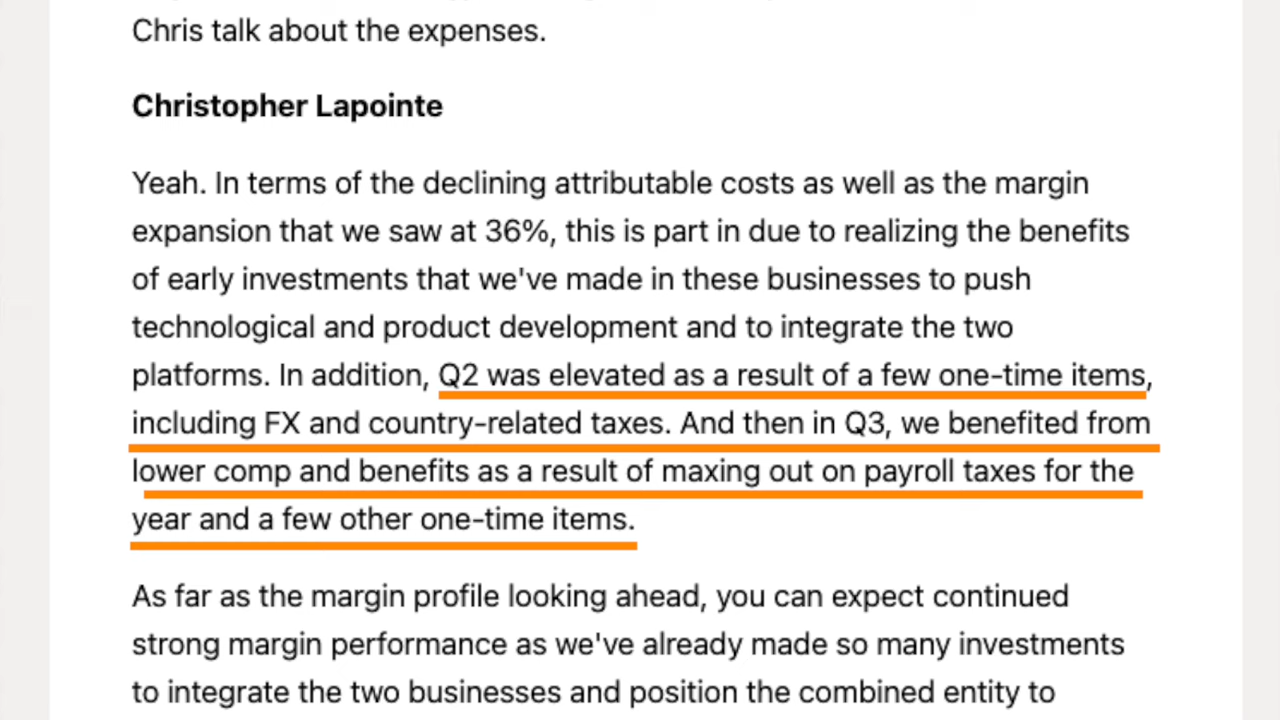 Chris talk about the expenses.
Christopher Lapointe
Yeah. In terms of the declining attributable costs as well as the margin
expansion that we saw at 36%, this is part in due to realizing the benefits
of early investments that we've made in these businesses to push
technological and product development and to integrate the two
platforms. In addition, Q2 was elevated as a result of a few one-time items,
including FX and country-related taxes. And then in Q3, we benefited from
lower comp and benefits as a result of maxing out on payroll taxes for the
year and a few other one-time items.
As far as the margin profile looking ahead, you can expect continued
strong margin performance as we've already made so many investments
to integrate the two businesses and position the combined entity to